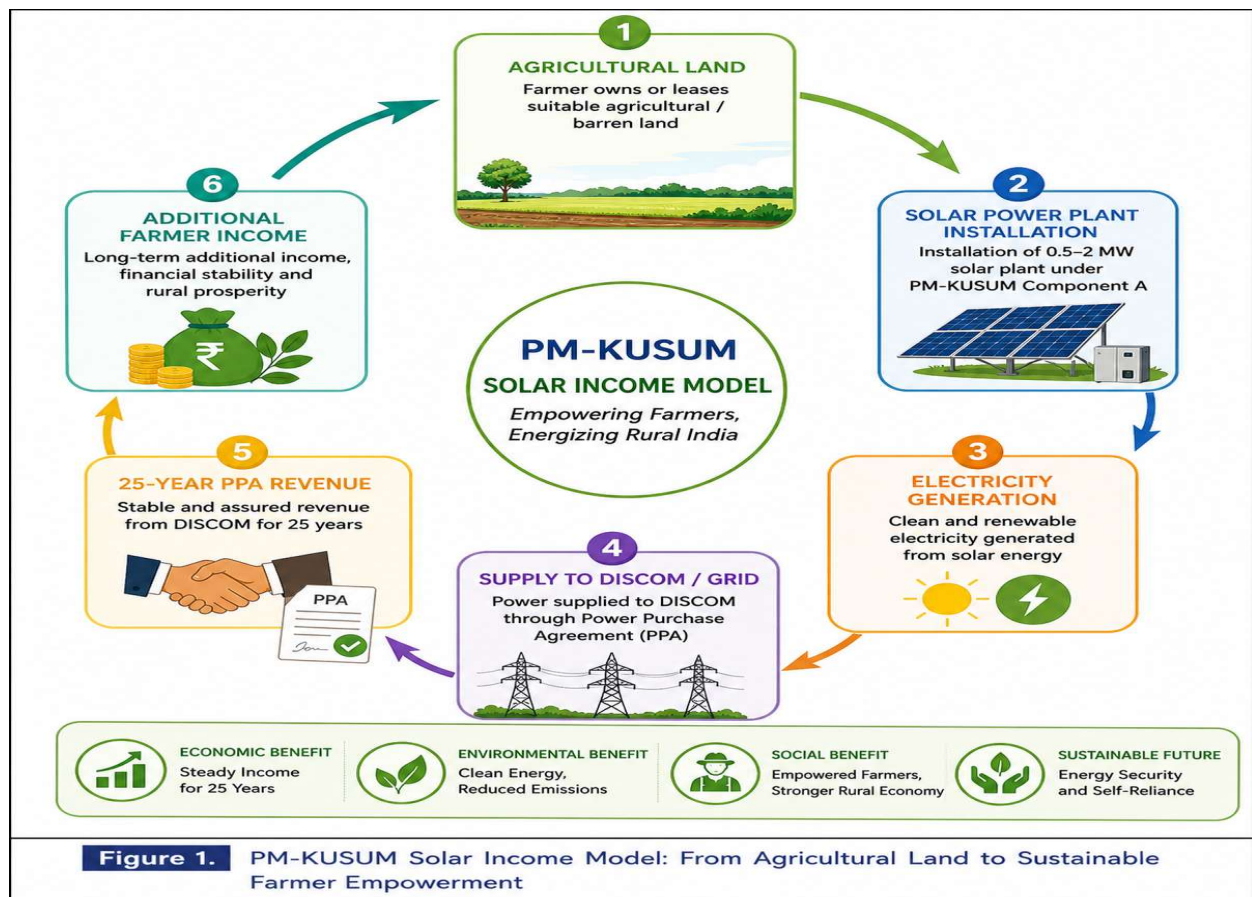 1
AGRICULTURAL LAND
Farmer owns or leases
suitable agricultural /
barren land
2
SOLAR POWER PLANT
INSTALLATION
Installation of 0.5–2 MW
solar plant under
PM-KUSUM Component A
3
ELECTRICITY
GENERATION
Clean and renewable
electricity generated
from solar energy
4
SUPPLY TO DISCOM / GRID
Power supplied to DISCOM
through Power Purchase
Agreement (PPA)
5
25-YEAR PPA REVENUE
Stable and assured revenue
from DISCOM for 25 years
PPA
6
ADDITIONAL
FARMER INCOME
Long-term additional income,
financial stability and
rural prosperity
₹
PM-KUSUM
SOLAR INCOME MODEL
Empowering Farmers,
Energizing Rural India
ECONOMIC BENEFIT
Steady Income
for 25 Years
ENVIRONMENTAL BENEFIT
Clean Energy,
Reduced Emissions
SOCIAL BENEFIT
Empowered Farmers,
Stronger Rural Economy
SUSTAINABLE FUTURE
Energy Security
and Self-Reliance
Figure 1. PM-KUSUM Solar Income Model: From Agricultural Land to Sustainable
Farmer Empowerment